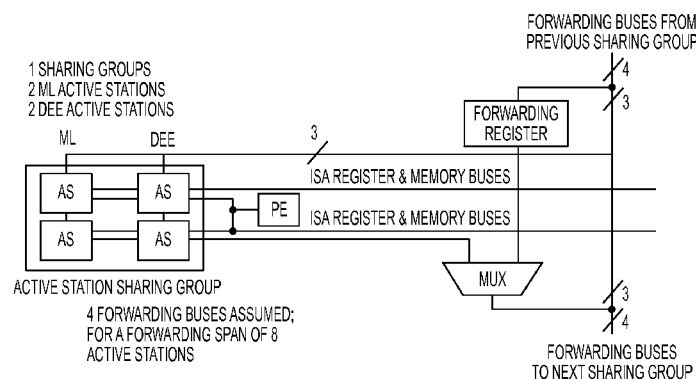 FORWARDING BUSES FROM
PREVIOUS SHARING GROUP
4
3
FORWARDING
REGISTER
1 SHARING GROUPS
2 ML ACTIVE STATIONS
2 DEE ACTIVE STATIONS
ML
DEE
3
AS
AS
ISA REGISTER & MEMORY BUSES
PE
AS
AS
ISA REGISTER & MEMORY BUSES
MUX
ACTIVE STATION SHARING GROUP
4 FORWARDING BUSES ASSUMED;
FOR A FORWARDING SPAN OF 8
ACTIVE STATIONS
3
4
FORWARDING BUSES
TO NEXT SHARING GROUP